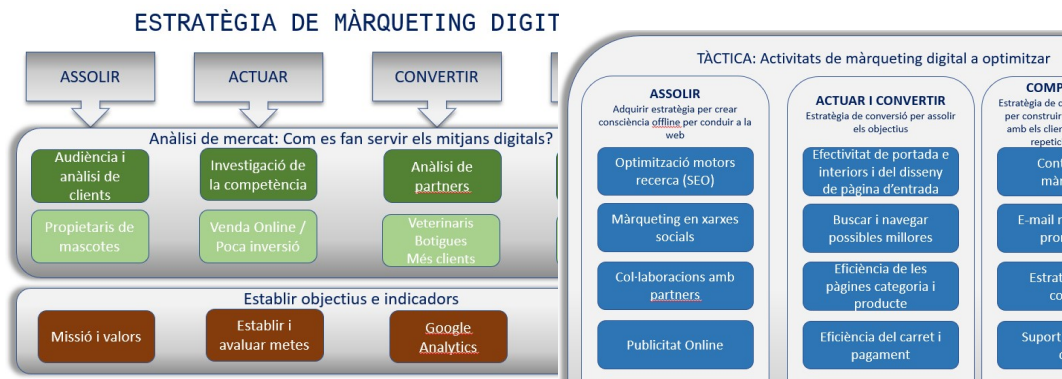 ESTRATÈGIA DE MÀRQUETING DIGIT
ASSOLIR
ACTUAR
CONVERTIR
Anàlisi de mercat: Com es fan servir els mitjans digitals?
Audiència i
anàlisi de
clients
Investigació de
la competència
Anàlisi de
partners
Propietaris de
mascotes
Venda Online /
Poca inversió
Veterinaris
Botigues
Més clients
Establir objectius e indicadors
Missió i valors
Establir i
avaluar metes
Google
Analytics
TÀCTICA: Activitats de màrqueting digital a optimitzar
ASSOLIR
Adquirir estratègia per crear
consciència offline per conduir a la
web
Optimització motors
recerca (SEO)
Màrqueting en xarxes
socials
Col·laboracions amb
partners
Publicitat Online
ACTUAR I CONVERTIR
Estratègia de conversió per assolir
els objectius
Efectivitat de portada e
interiors i del disseny
de pàgina d'entrada
Buscar i navegar
possibles millores
Eficiència de les
pàgines categoria i
producte
Eficiència del carret i
pagament
COMP
Estratègia de c
per construir
amb els clien
repetic
Cont
màr
E-mail m
pror
Estrat
co
Suport